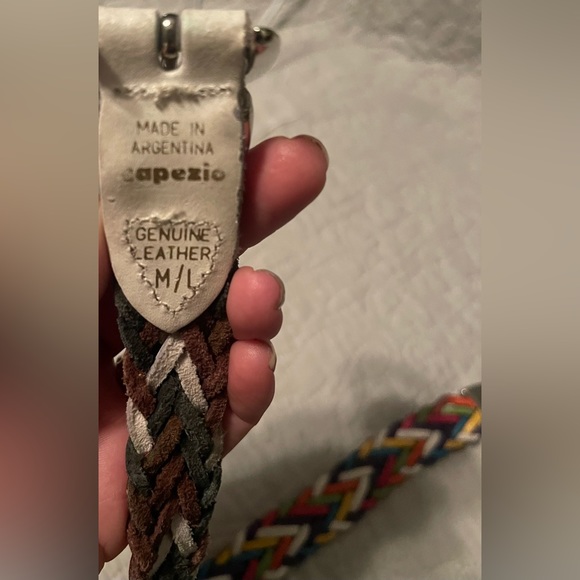 MADE IN
ARGENTINA
capezio
GENUINE
LEATHER
M/L